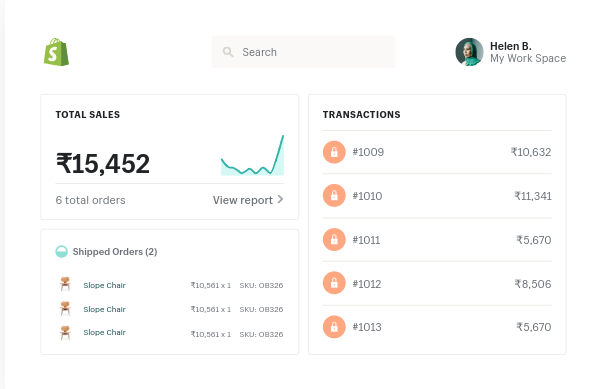 S
Search
Helen B.
My Work Space
TOTAL SALES
₹15,452
6 total orders
View report
Shipped Orders (2)
Slope Chair ₹10,561 x 1 SKU: OB326
Slope Chair ₹10,561 x 1 SKU: OB326
Slope Chair ₹10,561 x 1 SKU: OB326
TRANSACTIONS
#1009 ₹10,632
#1010 ₹11,341
#1011 ₹5,670
#1012 ₹8,506
#1013 ₹5,670